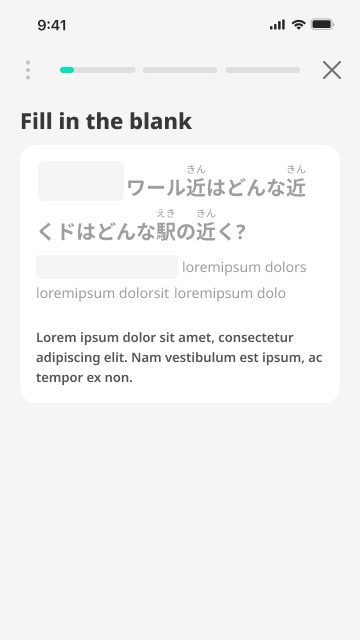 9:41
Fill in the blank
きん きん
ワール近はどんな近
えき きん
くドはどんな駅の近く?
loremipsum dolors
loremipsum dolorsit loremipsum dolo
Lorem ipsum dolor sit amet, consectetur
adipiscing elit. Nam vestibulum est ipsum, ac
tempor ex non.